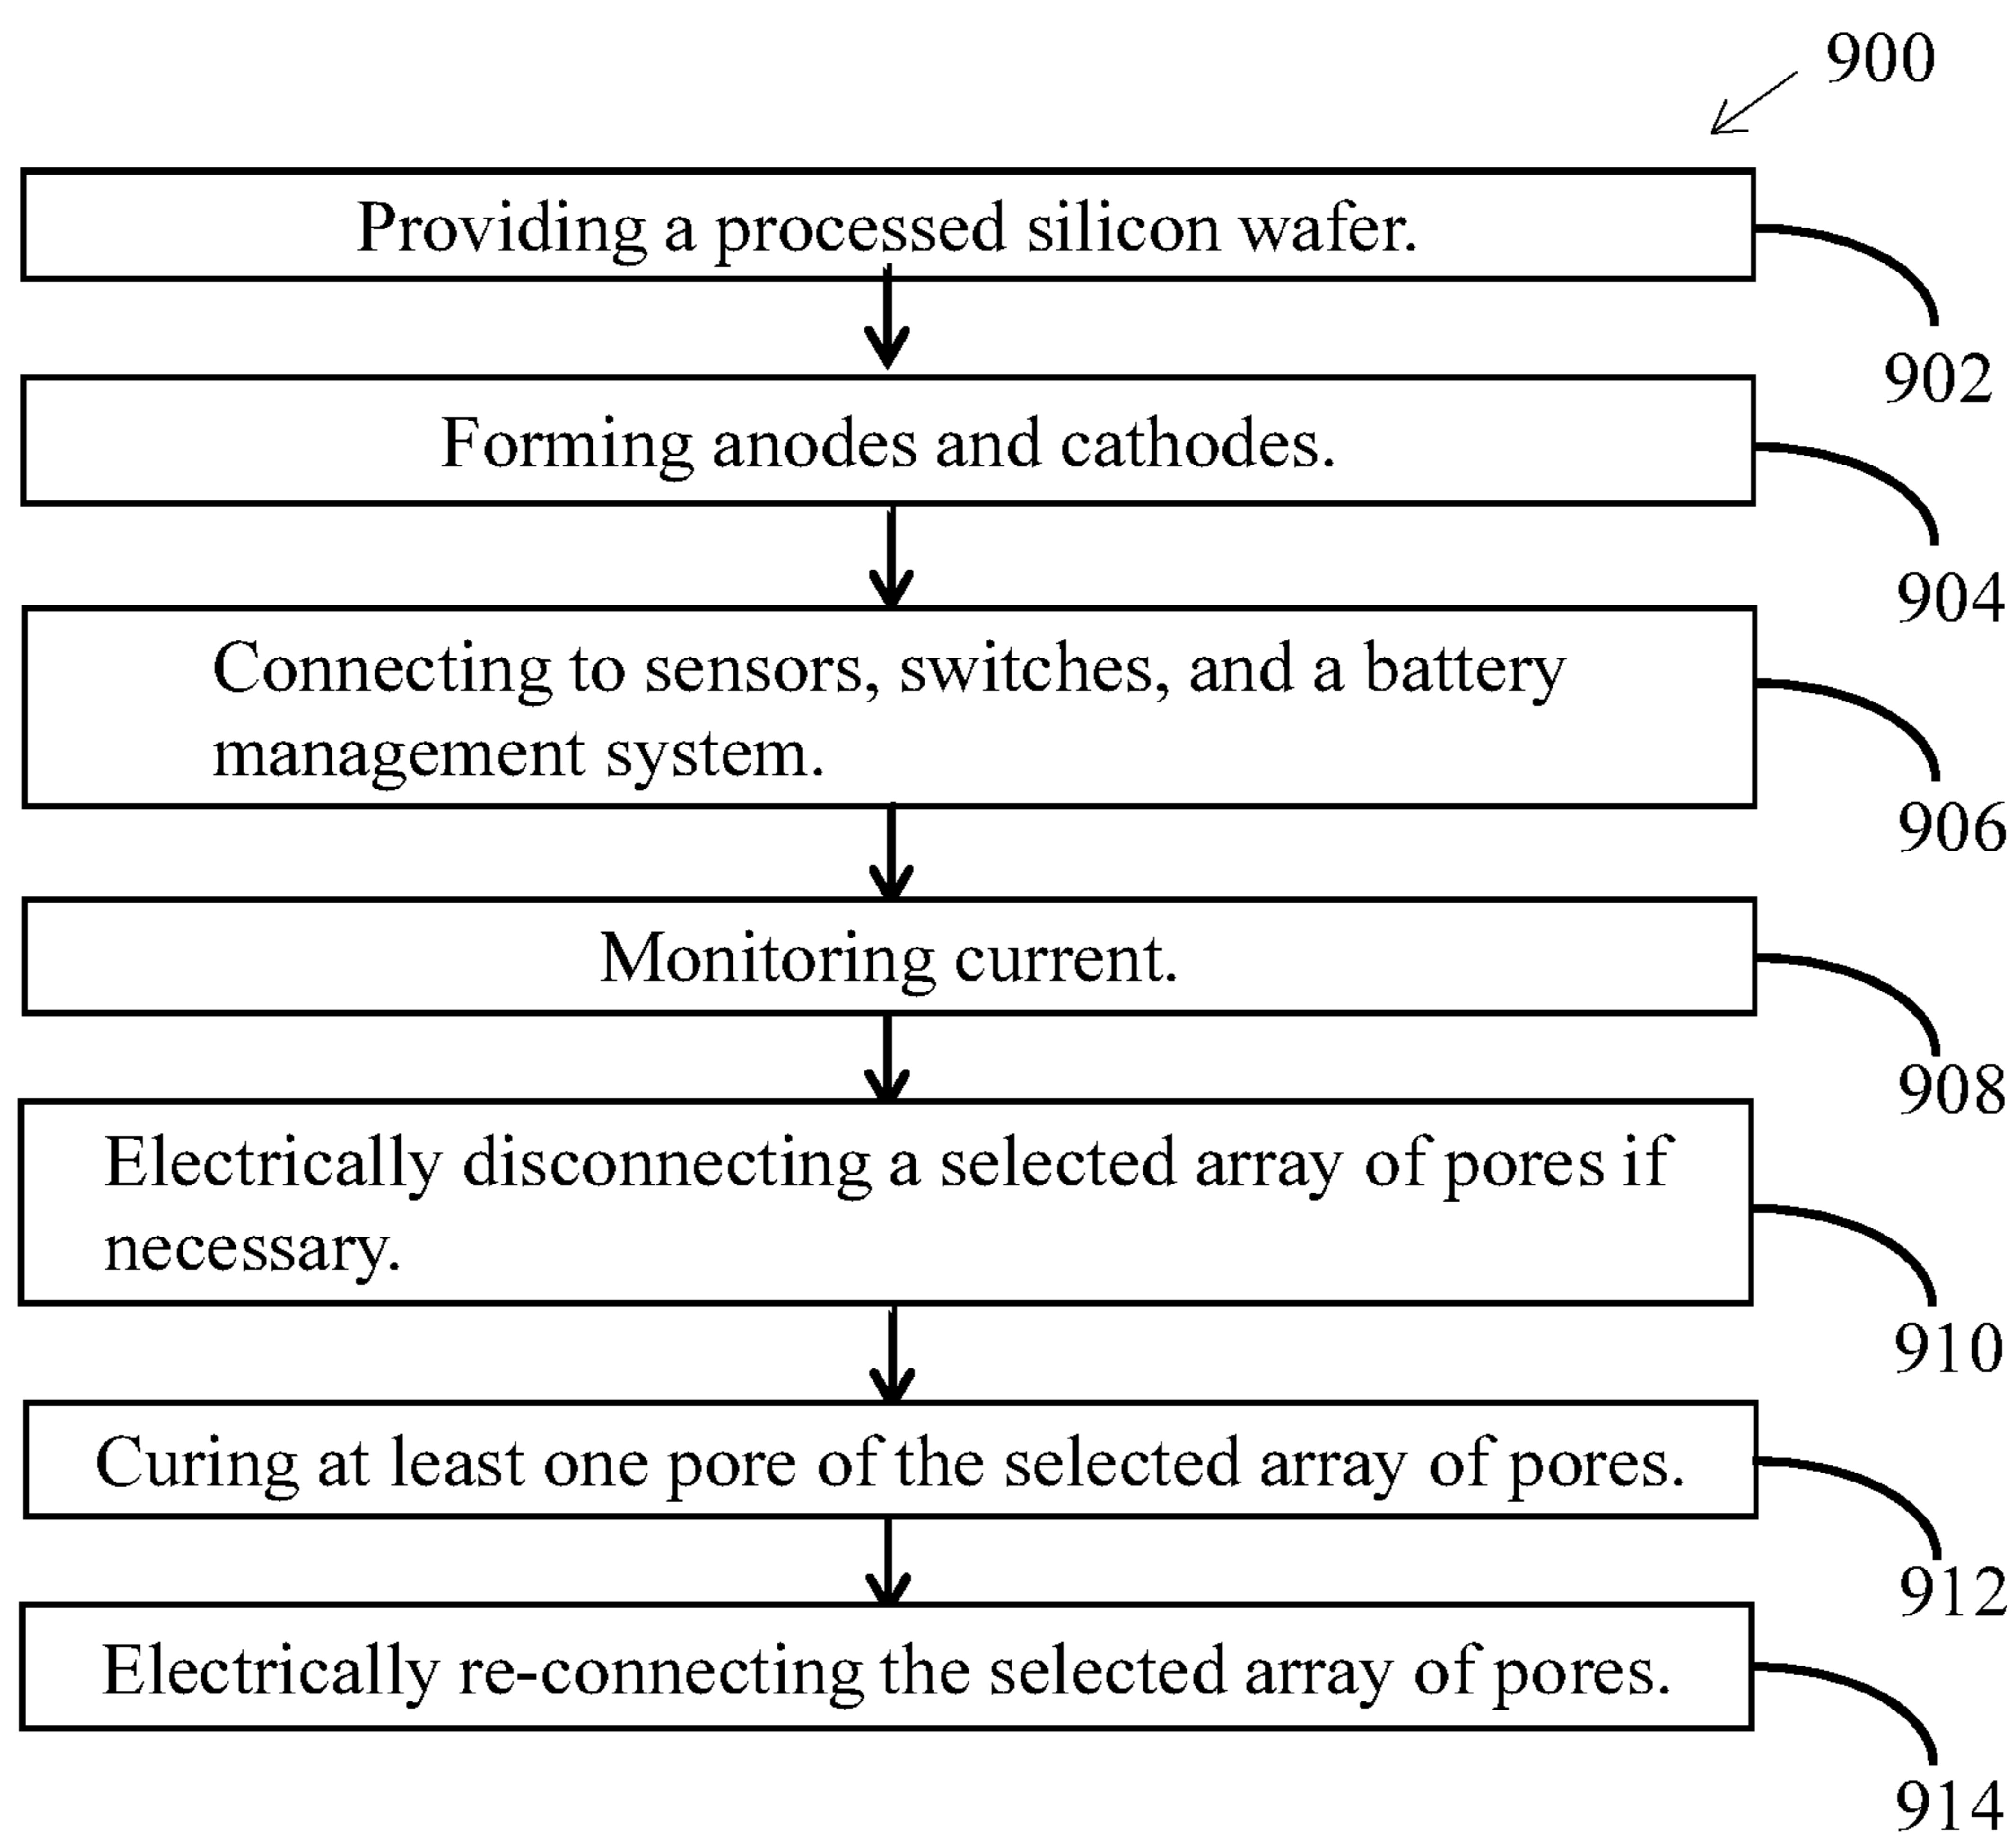 900
Providing a processed silicon wafer.
902
Forming anodes and cathodes.
904
Connecting to sensors, switches, and a battery
management system.
906
Monitoring current.
908
Electrically disconnecting a selected array of pores if
necessary.
910
Curing at least one pore of the selected array of pores.
912
Electrically re-connecting the selected array of pores.
914